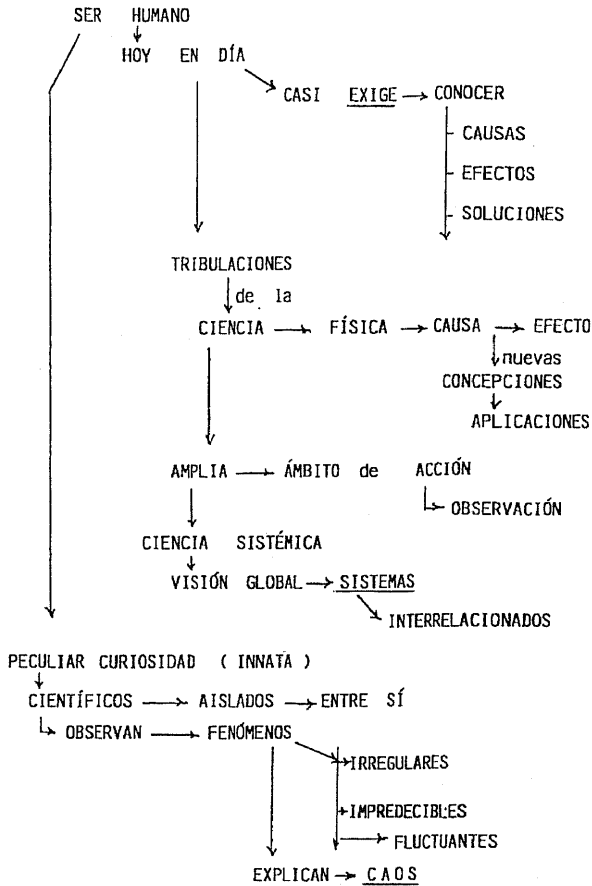 SER HUMANO
HOY EN DÍA
CASI EXIGE CONOCER
CAUSAS
EFECTOS
SOLUCIONES
TRIBULACIONES
de la
CIENCIA FÍSICA CAUSA EFECTO
nuevas
CONCEPCIONES
APLICACIONES
AMPLIA ÁMBITO de ACCIÓN
OBSERVACIÓN
CIENCIA SISTÉMICA
VISIÓN GLOBAL SISTEMAS
INTERRELACIONADOS
PECULIAR CURIOSIDAD ( INNATA )
CIENTÍFICOS AISLADOS ENTRE SÍ
OBSERVAN FENÓMENOS
IRREGULARES
IMPREDECIBLES
FLUCTUANTES
EXPLICAN CAOS